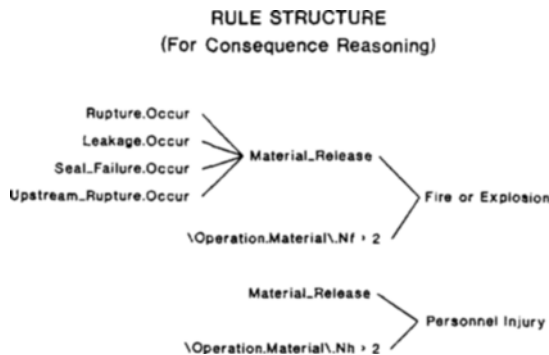 RULE STRUCTURE
(For Consequence Reasoning)
Rupture.Occur
Leakage.Occur
Seal_Failure.Occur
Upstream_Rupture.Occur
Material_Release
Fire or Explosion
\Operation.Material\.Nf > 2
Material_Release
Personnel Injury
\Operation.Material\.Nh > 2